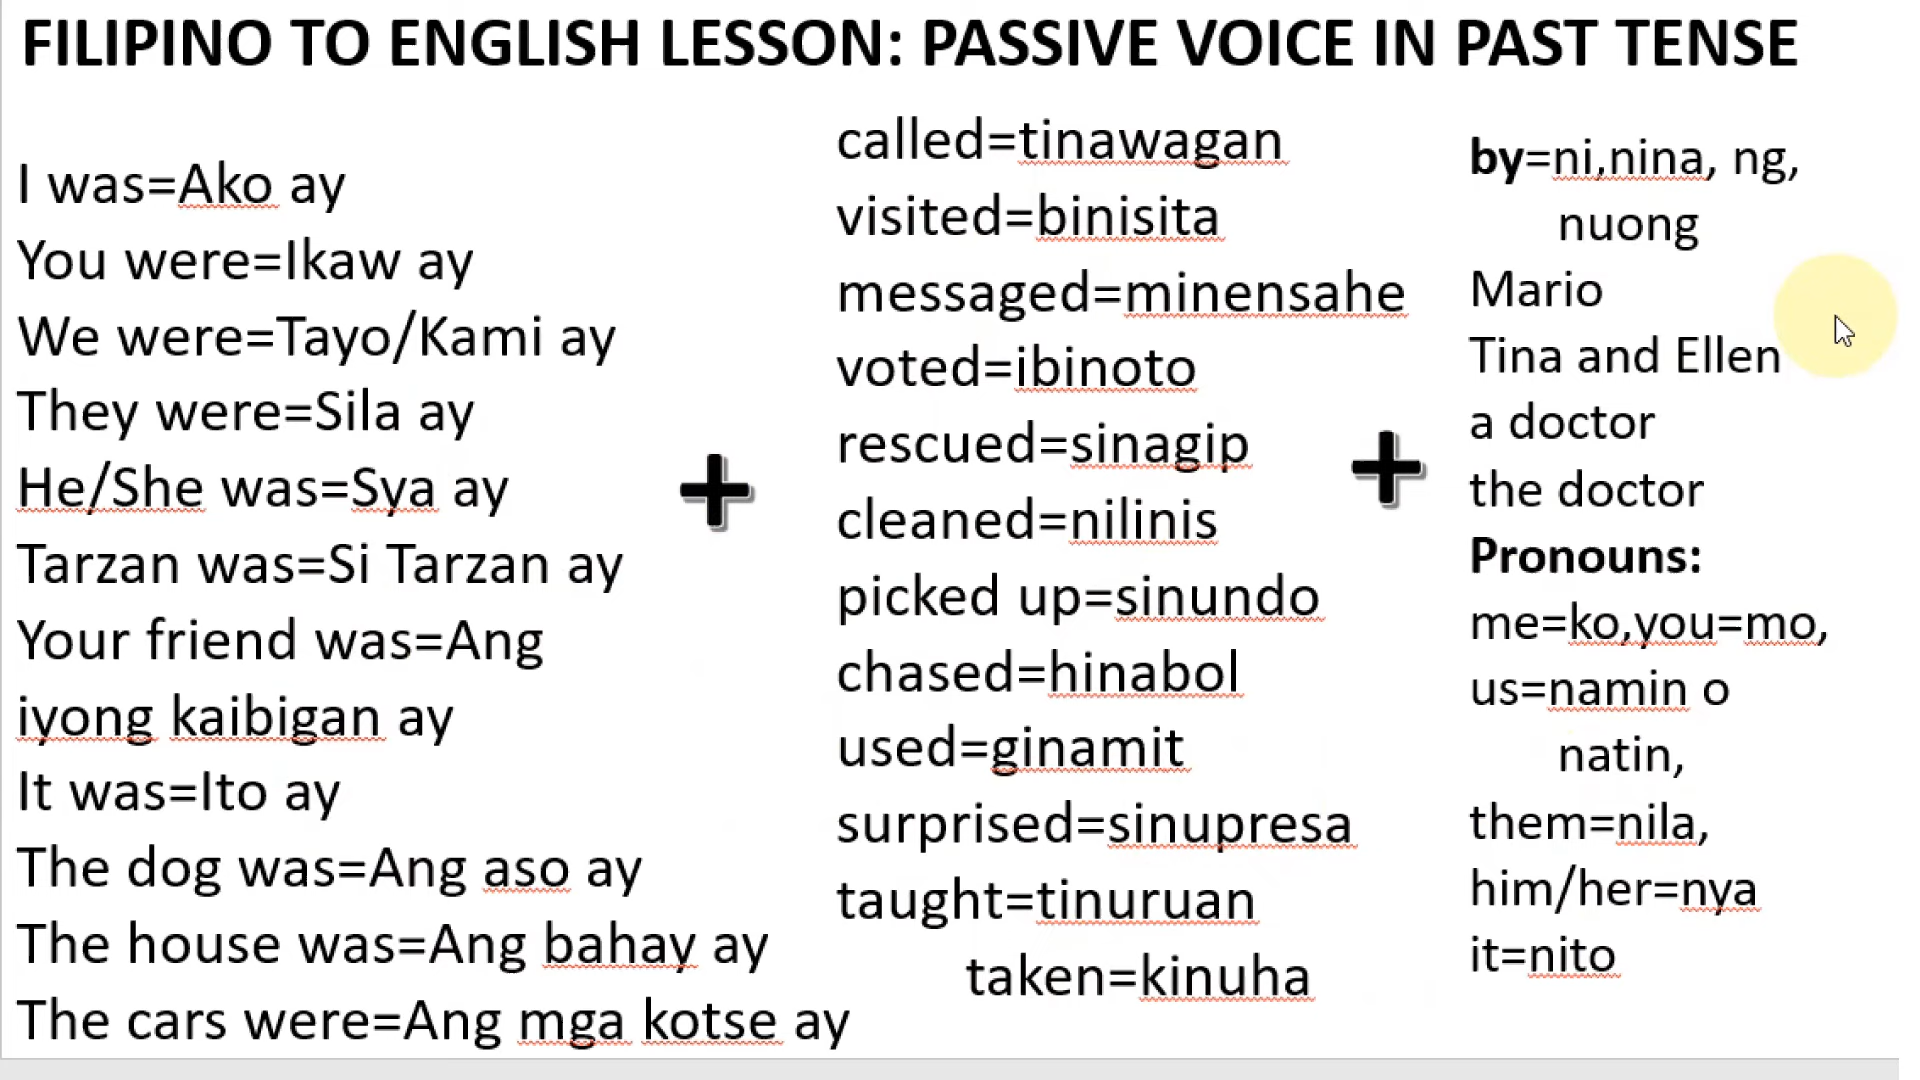 FILIPINO TO ENGLISH LESSON: PASSIVE VOICE IN PAST TENSE
I was=Ako ay
You were=Ikaw ay
We were=Tayo/Kami ay
They were=Sila ay
He/She was=Sya ay
Tarzan was=Si Tarzan ay
Your friend was=Ang
iyong kaibigan ay
It was=Ito ay
The dog was=Ang aso ay
The house was=Ang bahay ay
The cars were=Ang mga kotse ay
+
called=tinawagan
visited=binisita
messaged=minensahe
voted=ibinoto
rescued=sinagip
cleaned=nilinis
picked up=sinundo
chased=hinabol
used=ginamit
surprised=sinupresa
taught=tinuruan
taken=kinuha
+
by=ni,nina, ng,
nuong
Mario
Tina and Ellen
a doctor
the doctor
Pronouns:
me=ko,you=mo,
us=namin o
natin,
them=nila,
him/her=nya
it=nito